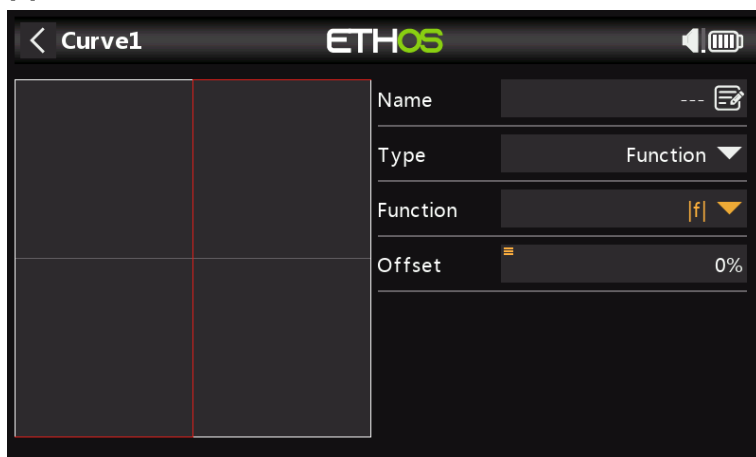 Curve1
ETHOS
Name ---
Type Function
Function |f|
Offset 0%